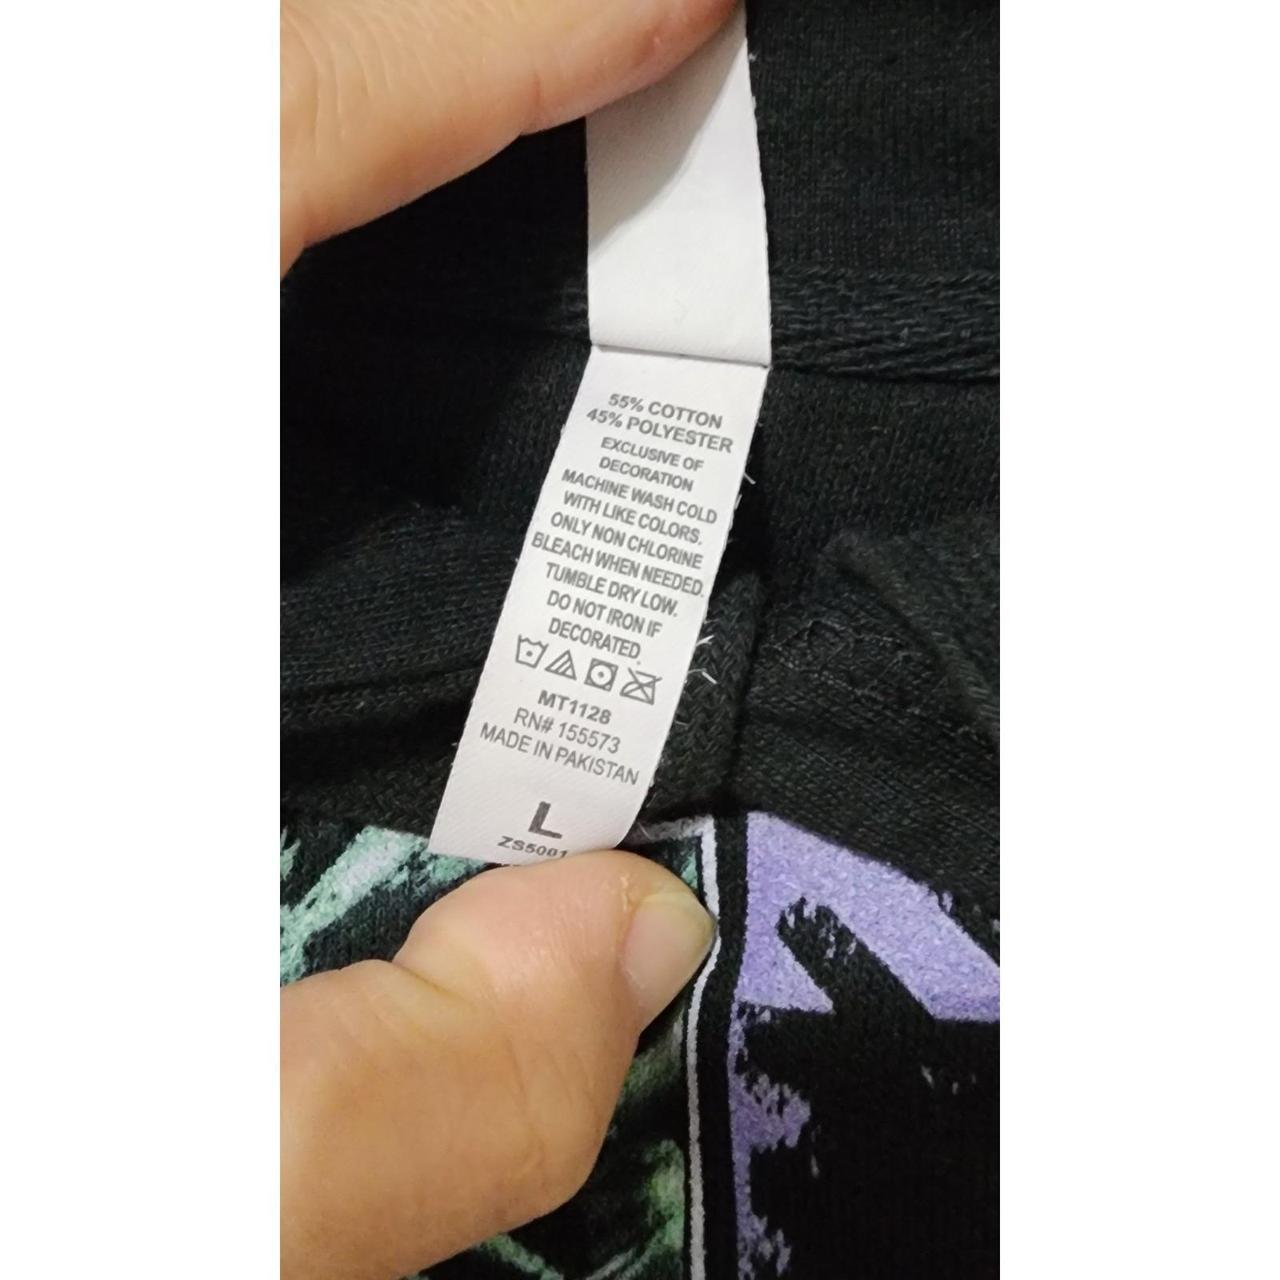 55% COTTON
45% POLYESTER
EXCLUSIVE OF
DECORATION
MACHINE WASH COLD
WITH LIKE COLORS.
ONLY NON CHLORINE
BLEACH WHEN NEEDED.
TUMBLE DRY LOW.
DO NOT IRON IF
DECORATED.
MT1128
RN# 155573
MADE IN PAKISTAN
L